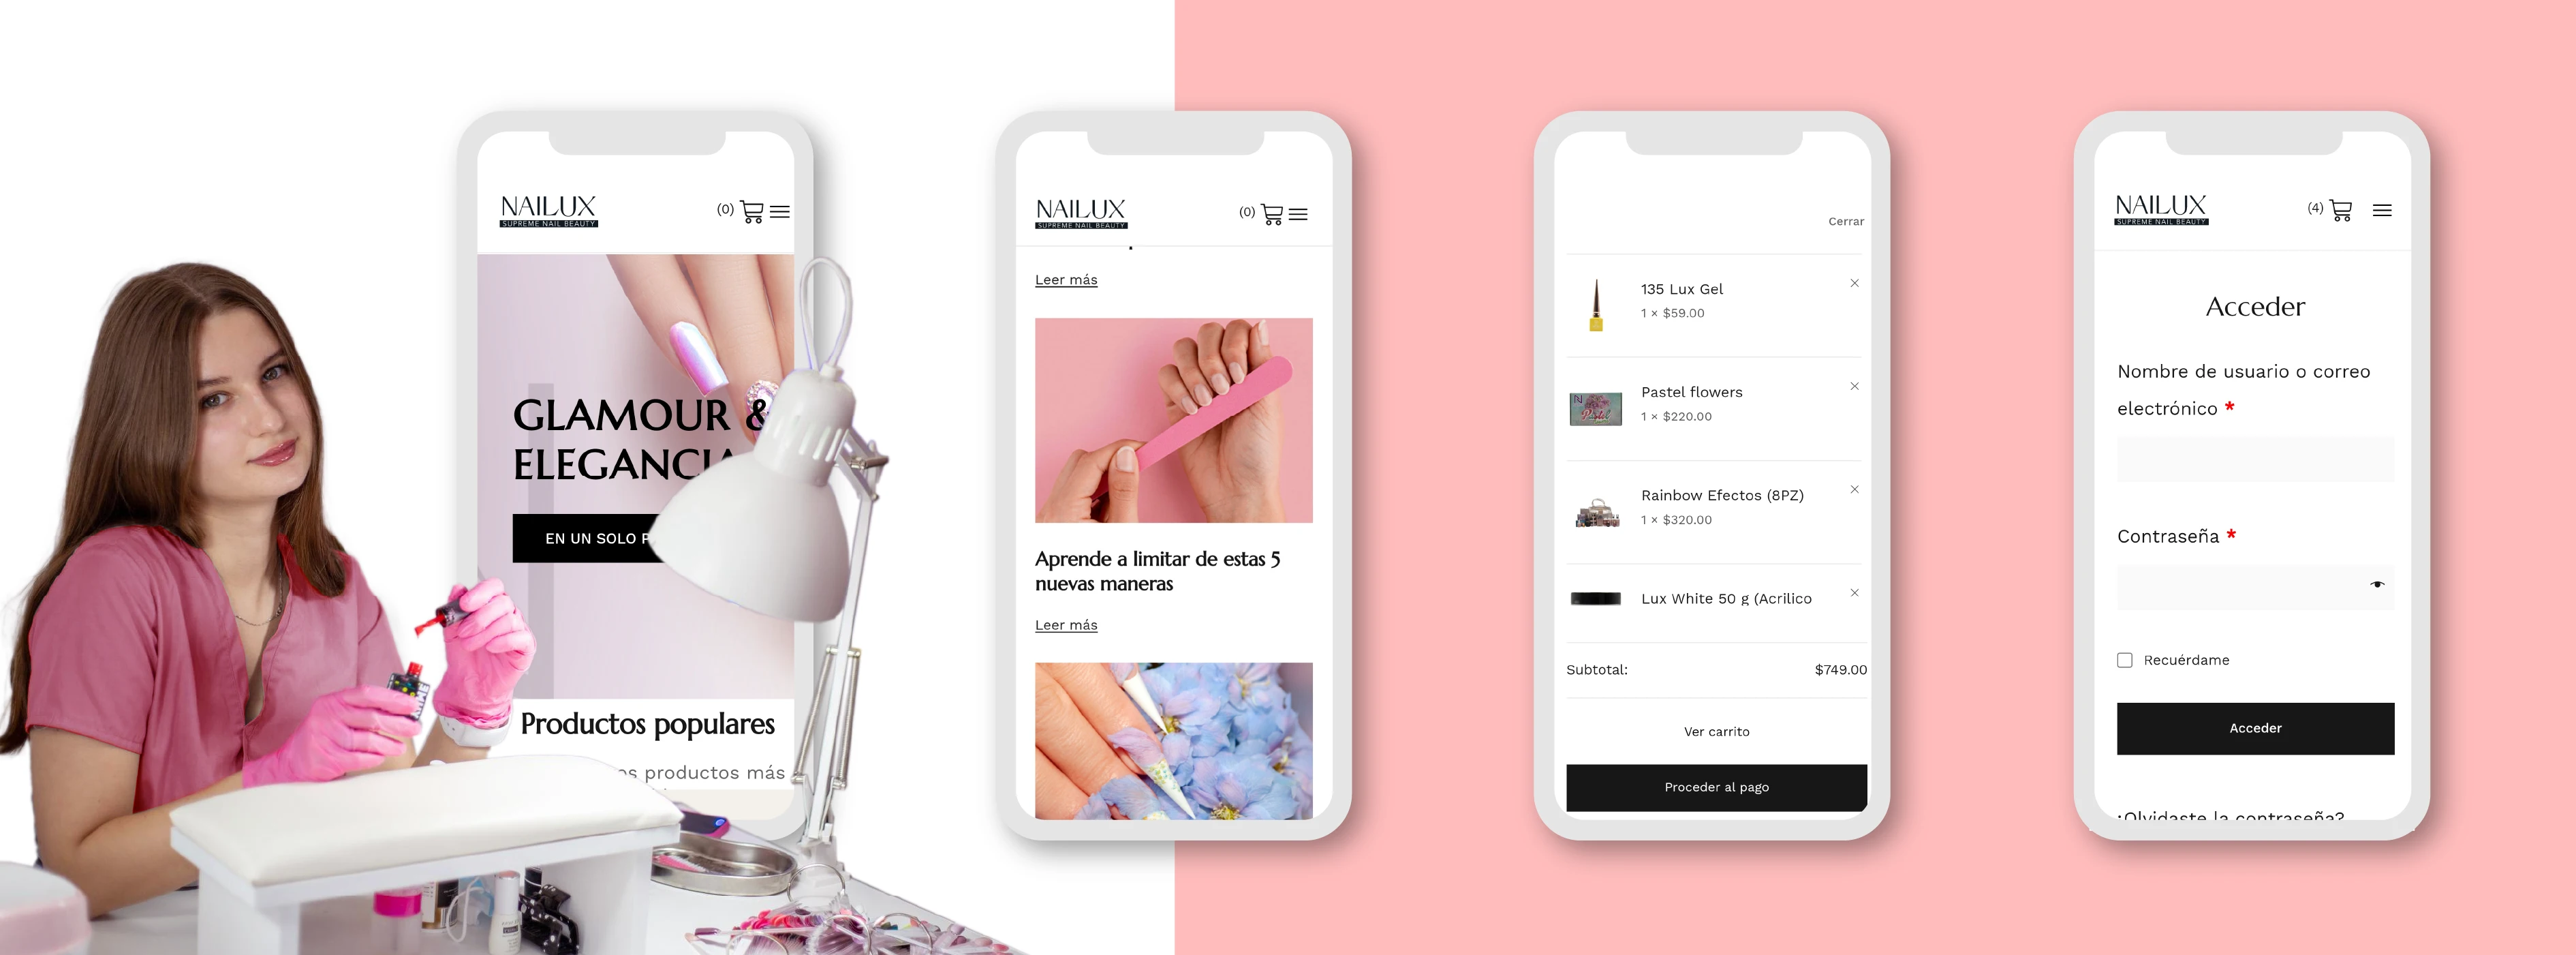 NAILUX
SUPREME NAIL BEAUTY
(0)
GLAMOUR &
ELEGANCIA
EN UN SOLO
Productos populares
productos más
NAILUX
SUPREME NAIL BEAUTY
(0)
Leer más
Aprende a limitar de estas 5
nuevas maneras
Leer más
Cerrar
135 Lux Gel
1 × $59.00
Pastel flowers
1 × $220.00
Pastel
Rainbow Efectos (8PZ)
1 × $320.00
Lux White 50 g (Acrilico
Subtotal: $749.00
Ver carrito
Proceder al pago
NAILUX
SUPREME NAIL BEAUTY
(4)
Acceder
Nombre de usuario o correo
electrónico *
Contraseña *
Recuérdame
Acceder
¿Olvidaste la contraseña?